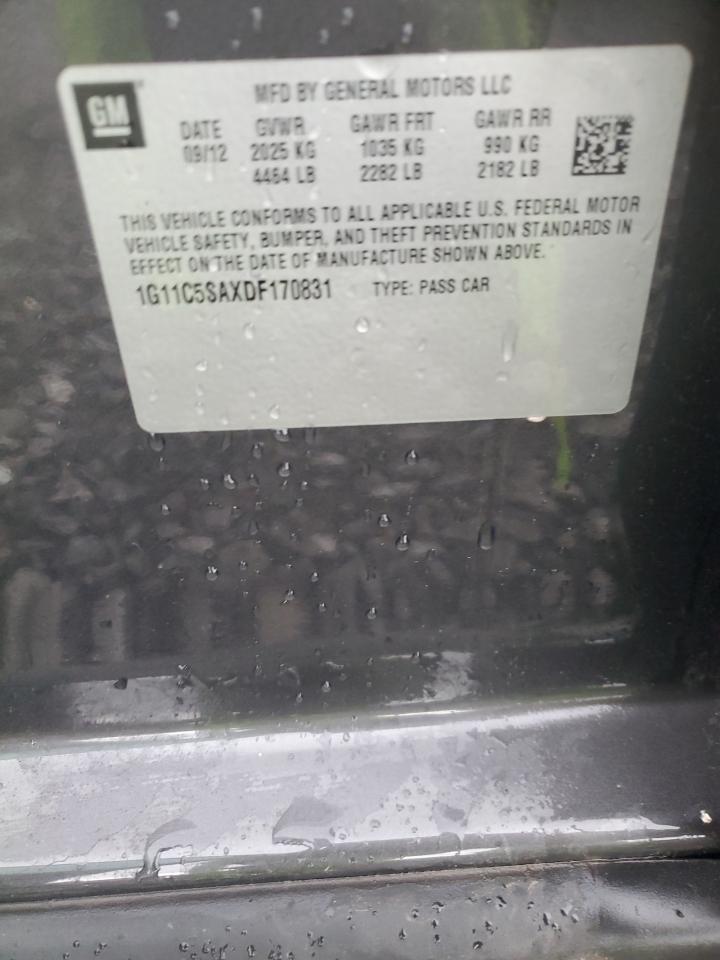 GM
MFD BY GENERAL MOTORS LLC
DATE GVWR GAWR FRT GAWR RR
09/12 2025 KG 1035 KG 990 KG
4464 LB 2282 LB 2182 LB
THIS VEHICLE CONFORMS TO ALL APPLICABLE U.S. FEDERAL MOTOR
VEHICLE SAFETY, BUMPER, AND THEFT PREVENTION STANDARDS IN
EFFECT ON THE DATE OF MANUFACTURE SHOWN ABOVE.
1G11C5SAXDF170831 TYPE: PASS CAR